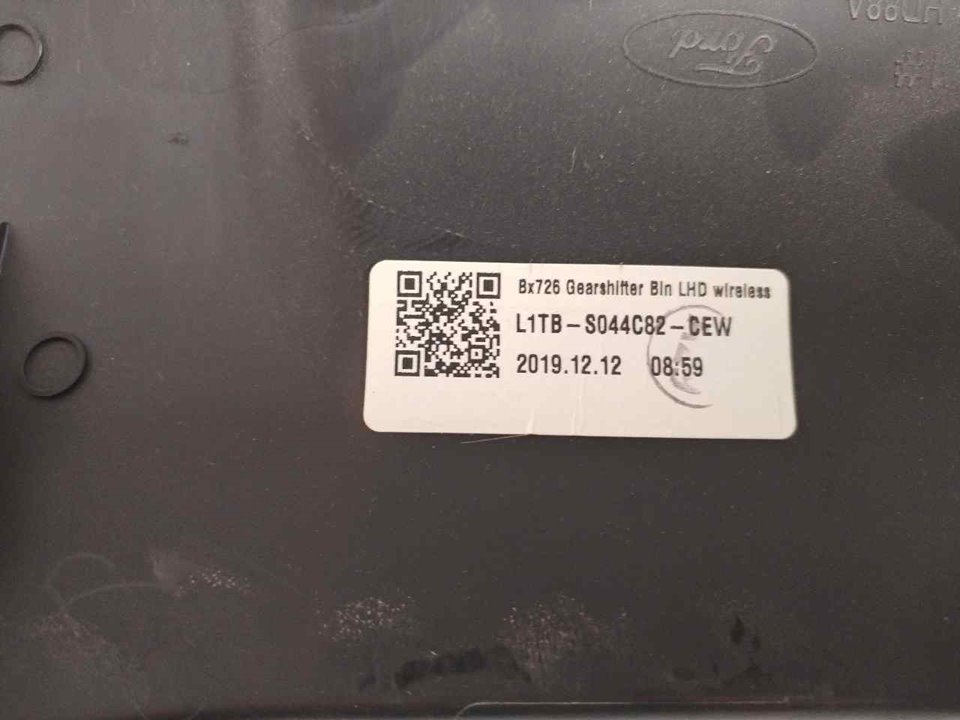 Ford
Bx726 Gearshifter Bin LHD wireless
L1TB-S044C82-CEW
2019.12.12 08:59